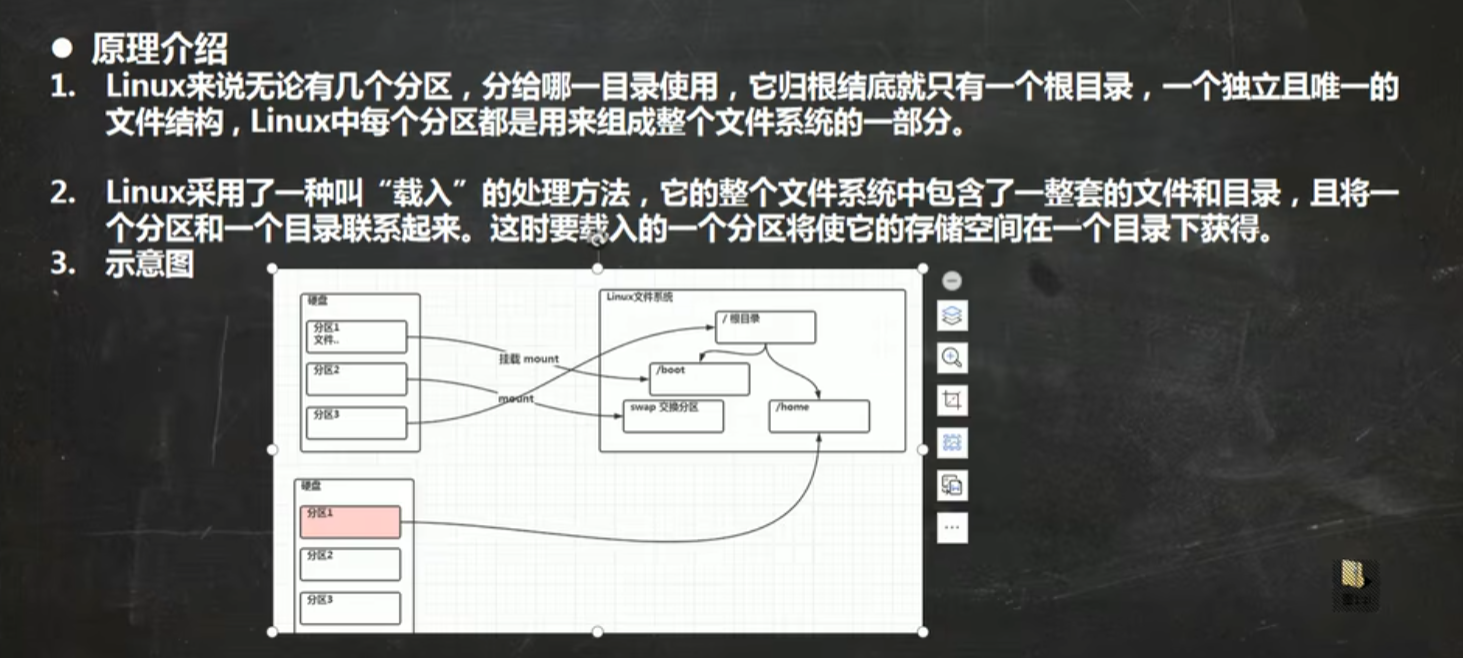 ● 原理介绍
1. Linux来说无论有几个分区，分给哪一目录使用，它归根结底就只有一个根目录，一个独立且唯一的
文件结构，Linux中每个分区都是用来组成整个文件系统的一部分。
2. Linux采用了一种叫“载入”的处理方法，它的整个文件系统中包含了一整套的文件和目录，且将一
个分区和一个目录联系起来。这时要载入的一个分区将使它的存储空间在一个目录下获得。
3. 示意图
硬盘
分区1
文件..
分区2
分区3
挂载 mount
mount
Linux文件系统
/ 根目录
/boot
swap 交换分区
/home
硬盘
分区1
分区2
分区3